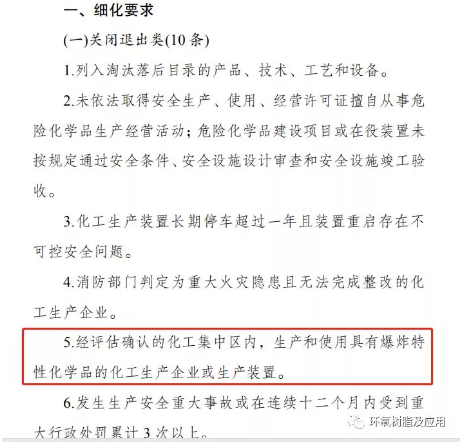 一、细化要求
(一)关闭退出类(10条)
1.列入淘汰落后目录的产品、技术、工艺和设备。
2.未依法取得安全生产、使用、经营许可证擅自从事危
险化学品生产经营活动；危险化学品建设项目或在役装置未
按规定通过安全条件、安全设施设计审查和安全设施竣工验
收。
3.化工生产装置长期停车超过一年且装置重启存在不
可控安全问题。
4.消防部门判定为重大火灾隐患且无法完成整改的化
工生产企业。
5.经评估确认的化工集中区内，生产和使用具有爆炸特
性化学品的化工生产企业或生产装置。
6.发生生产安全重大事故或在连续十二个月内受到重
大行政处罚累计3次以上。
环氧树脂及应用